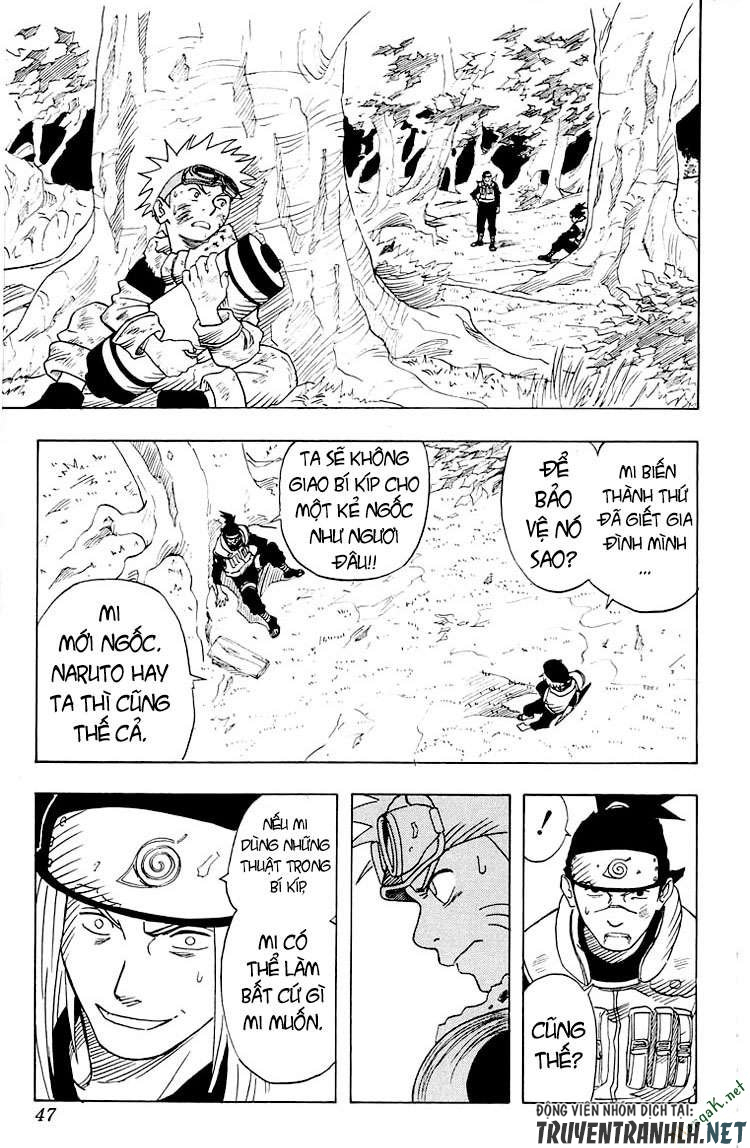 MI BIẾN
THÀNH THỨ
ĐÃ GIẾT GIA
ĐÌNH MÌNH
...
ĐỂ
BẢO
VỆ NÓ
SAO?
TA SẼ KHÔNG
GIAO BÍ KÍP CHO
MỘT KẺ NGỐC
NHƯ NGƯƠI
ĐÂU!!
MI
MỚI NGỐC.
NARUTO HAY
TA THÌ CŨNG
THẾ CẢ.
!
CŨNG
THẾ?
NẾU MI
DÙNG NHỮNG
THUẬT TRONG
BÍ KÍP.
MI CÓ
THỂ LÀM
BẤT CỨ GÌ
MI MUỐN.
47
ĐỘNG VIÊN NHÓM DỊCH TẠI:
TRUYENTRANHLH.NET